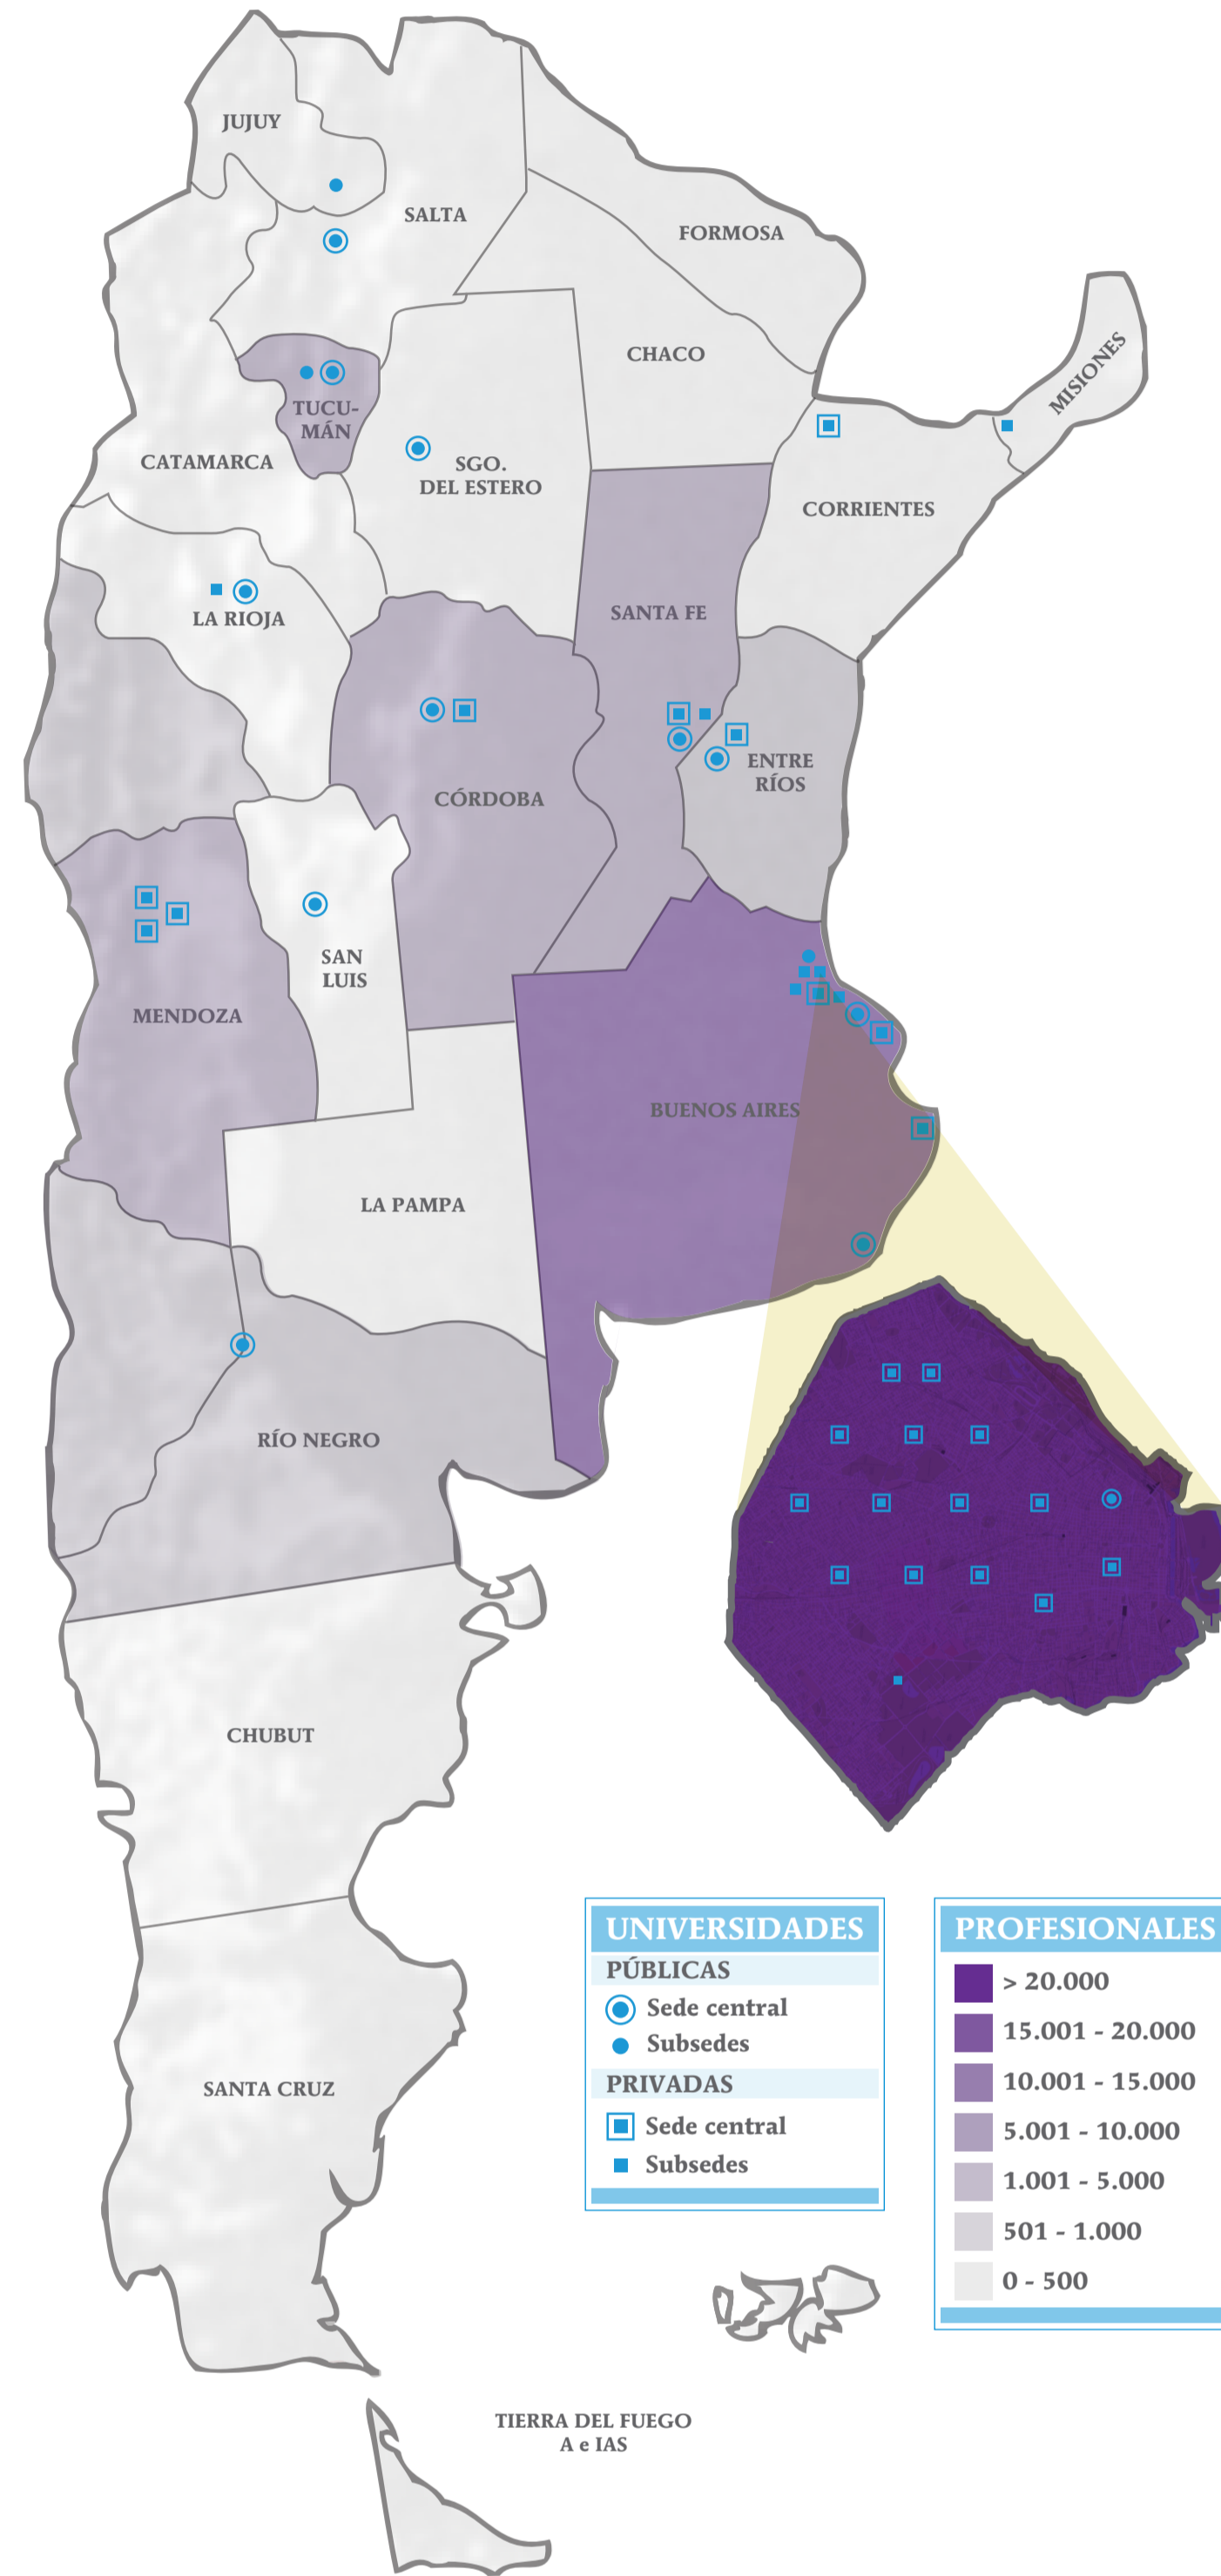 JUJUY
SALTA
FORMOSA
CHACO
MISIONES
TUCU-
MÁN
CATAMARCA
SGO.
DEL ESTERO
CORRIENTES
LA RIOJA
SANTA FE
ENTRE
RÍOS
CÓRDOBA
SAN
LUIS
MENDOZA
BUENOS AIRES
LA PAMPA
RÍO NEGRO
CHUBUT
SANTA CRUZ
UNIVERSIDADES
PÚBLICAS
Sede central
Subsedes
PRIVADAS
Sede central
Subsedes
PROFESIONALES
> 20.000
15.001 - 20.000
10.001 - 15.000
5.001 - 10.000
1.001 - 5.000
501 - 1.000
0 - 500
TIERRA DEL FUEGO
A e IAS